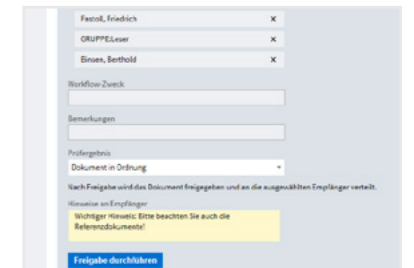 Fastoll, Friedrich x
GRUPPE:Leser x
Einsen, Berthold x
Workflow-Zweck
Bemerkungen
Prüfergebnis
Dokument in Ordnung
Nach Freigabe wird das Dokument freigegeben und an die ausgewählten Empfänger verteilt.
Hinweise an Empfänger
Wichtiger Hinweis: Bitte beachten Sie auch die
Referenzdokumente!
Freigabe durchführen